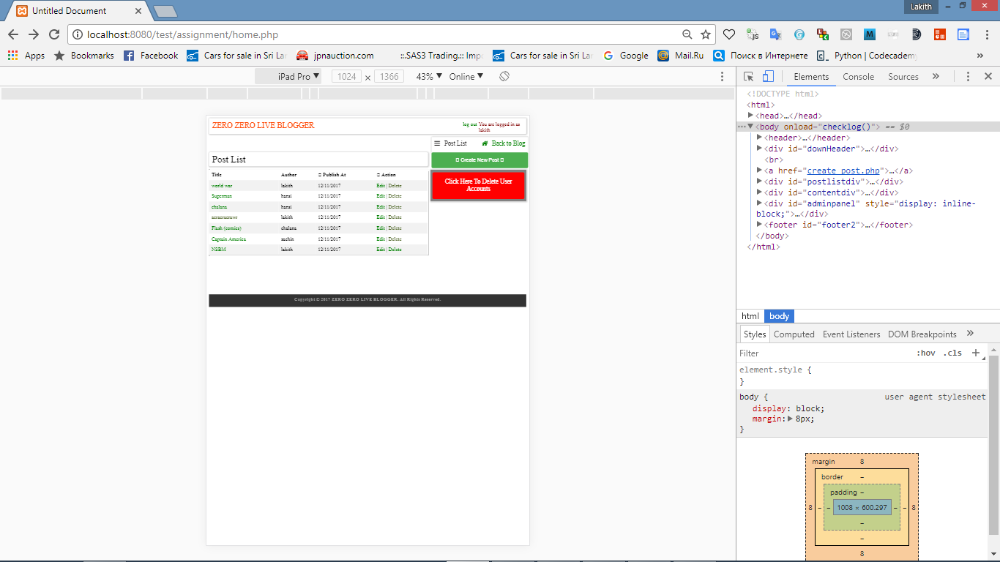 Untitled Document
Lakith
localhost:8080/test/assignment/home.php
Apps Bookmarks Facebook Cars for sale in Sri La jpnauction.com ::.SAS3 Trading.:: Imp Cars for sale in Sri La Google Mail.Ru Поиск в Интернете Python | Codecademy »
iPad Pro ▼ 1024 × 1366 43% ▼ Online ▼
Elements Console Sources »
ZERO ZERO LIVE BLOGGER
log out You are logged in as
lakith
Post List Back to Blog
Post List
Create New Post
Title Author Publish At Action
world war lakith 12/11/2017 Edit | Delete
Superman hansi 12/11/2017 Edit | Delete
chalana hansi 12/11/2017 Edit | Delete
lakith 12/11/2017 Edit | Delete
Flash (comics) chalana 12/11/2017 Edit | Delete
Captain America sachin 12/11/2017 Edit | Delete
NSBM lakith 12/11/2017 Edit | Delete
Click Here To Delete User
Accounts
Copyright © 2017 ZERO ZERO LIVE BLOGGER. All Rights Reserved.
<!DOCTYPE html>
<html>
▶<head>…</head>
···▼<body onload="checklog()"> == $0
▶<header>…</header>
▶<div id="downHeader">…</div>
<br>
▶<a href="create_post.php">…</a>
▶<div id="postlistdiv">…</div>
▶<div id="contentdiv">…</div>
▶<div id="adminpanel" style="display: inline-
block;">…</div>
▶<footer id="footer2">…</footer>
</body>
</html>
html body
Styles Computed Event Listeners DOM Breakpoints »
Filter :hov .cls +
element.style {
}
body { user agent stylesheet
display: block;
margin:▶8px;
}
margin 8
border –
padding –
8 – – 1008 × 600.297 – – 8
–
–
8